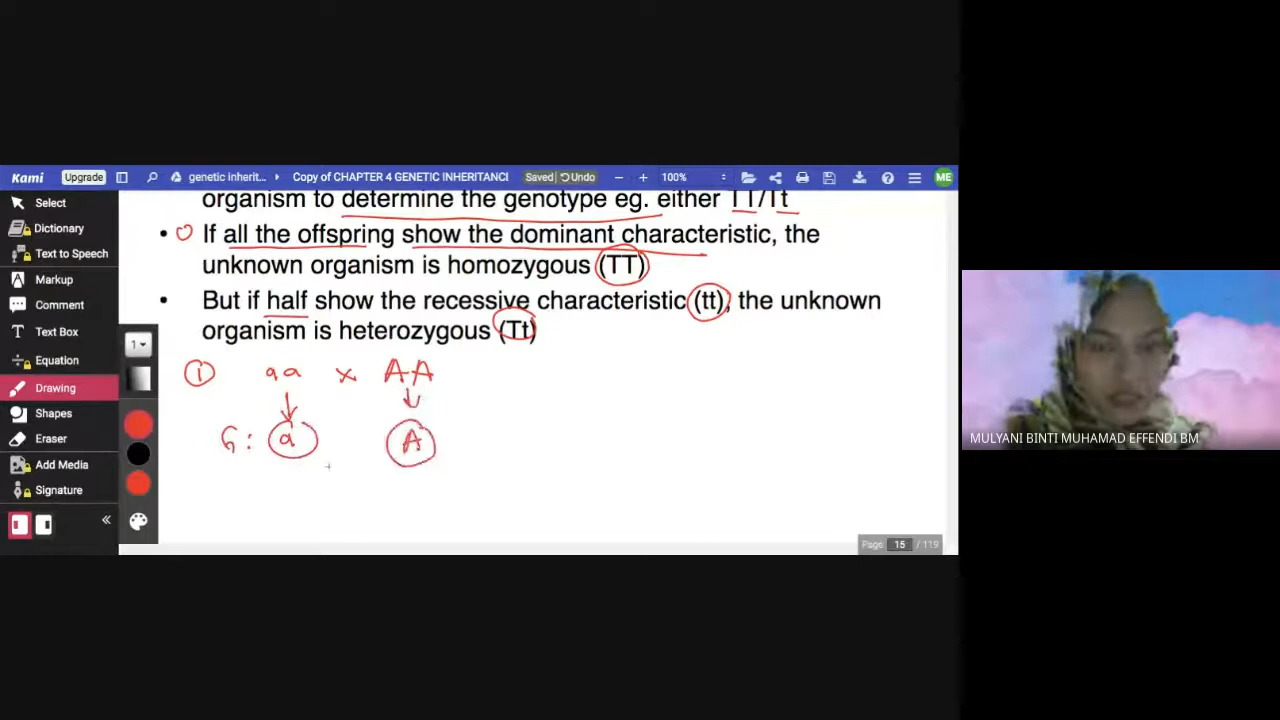 Kami Upgrade genetic inherit... Copy of CHAPTER 4 GENETIC INHERITANCI Saved Undo 100% ME
Select
Dictionary
Text to Speech
Markup
Comment
Text Box
Equation
Drawing
Shapes
Eraser
Add Media
Signature
1
organism to determine the genotype eg. either TT/Tt
• If all the offspring show the dominant characteristic, the
unknown organism is homozygous (TT)
• But if half show the recessive characteristic (tt), the unknown
organism is heterozygous (Tt)
① aa x AA
G: a A
Page 15 / 119
MULYANI BINTI MUHAMAD EFFENDI BM